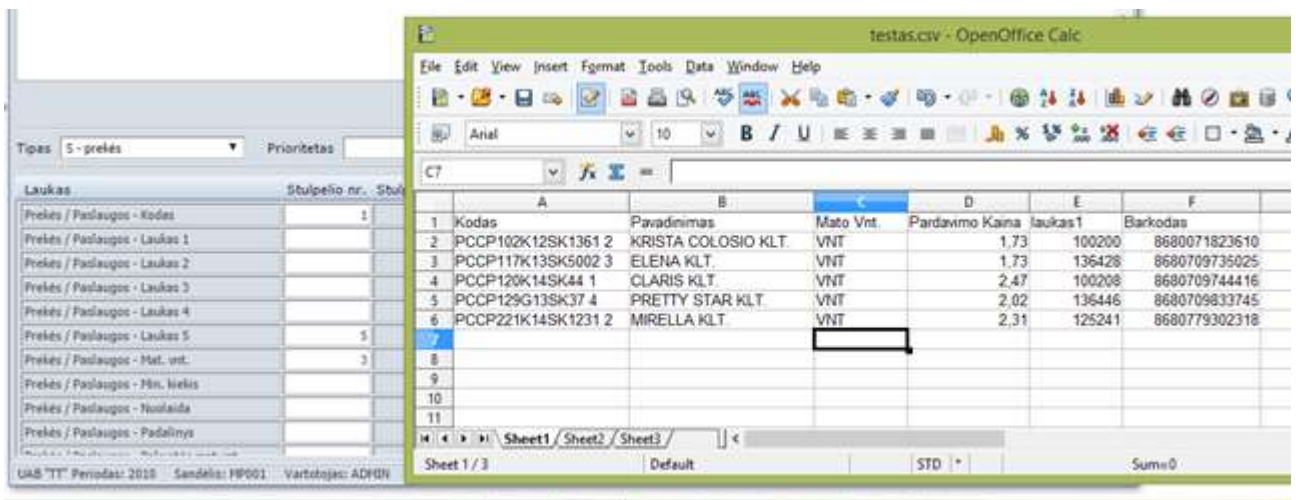 testas.csv - OpenOffice Calc
File Edit View Insert Format Tools Data Window Help
Arial 10 B I U
C7 =
A B C D E F
1 Kodas Pavadinimas Mato Vnt. Pardavimo Kaina laukas1 Barkodas
2 PCCP102K12SK1361 2 KRISTA COLOSIO KLT. VNT 1,73 100200 8680071823610
3 PCCP117K13SK5002 3 ELENA KLT. VNT 1,73 136428 8680709735025
4 PCCP120K14SK44 1 CLARIS KLT. VNT 2,47 100208 8680709744416
5 PCCP129G13SK37 4 PRETTY STAR KLT. VNT 2,02 136446 8680709833745
6 PCCP221K14SK1231 2 MIRELLA KLT. VNT 2,31 125241 8680779302318
7
8
9
10
11
Sheet1 Sheet2 Sheet3
Sheet 1 / 3 Default STD * Sum=0
Tipas S - prekės Prioritetas
Laukas Stulpelio nr.
Prekės / Paslaugos - Kodas 1
Prekės / Paslaugos - Laukas 1
Prekės / Paslaugos - Laukas 2
Prekės / Paslaugos - Laukas 3
Prekės / Paslaugos - Laukas 4
Prekės / Paslaugos - Laukas 5 5
Prekės / Paslaugos - Mat. vnt. 3
Prekės / Paslaugos - Min. kiekis
Prekės / Paslaugos - Nuolaida
Prekės / Paslaugos - Padalinys
UAB "TT" Periodas: 2010 Sandėlis: MP001 Vartotojas: ADMIN